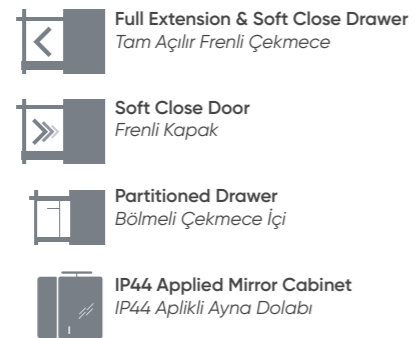 Full Extension & Soft Close Drawer
Tam Açılır Frenli Çekmece
Soft Close Door
Frenli Kapak
Partitioned Drawer
Bölmeli Çekmece İçi
IP44 Applied Mirror Cabinet
IP44 Aplikli Ayna Dolabı